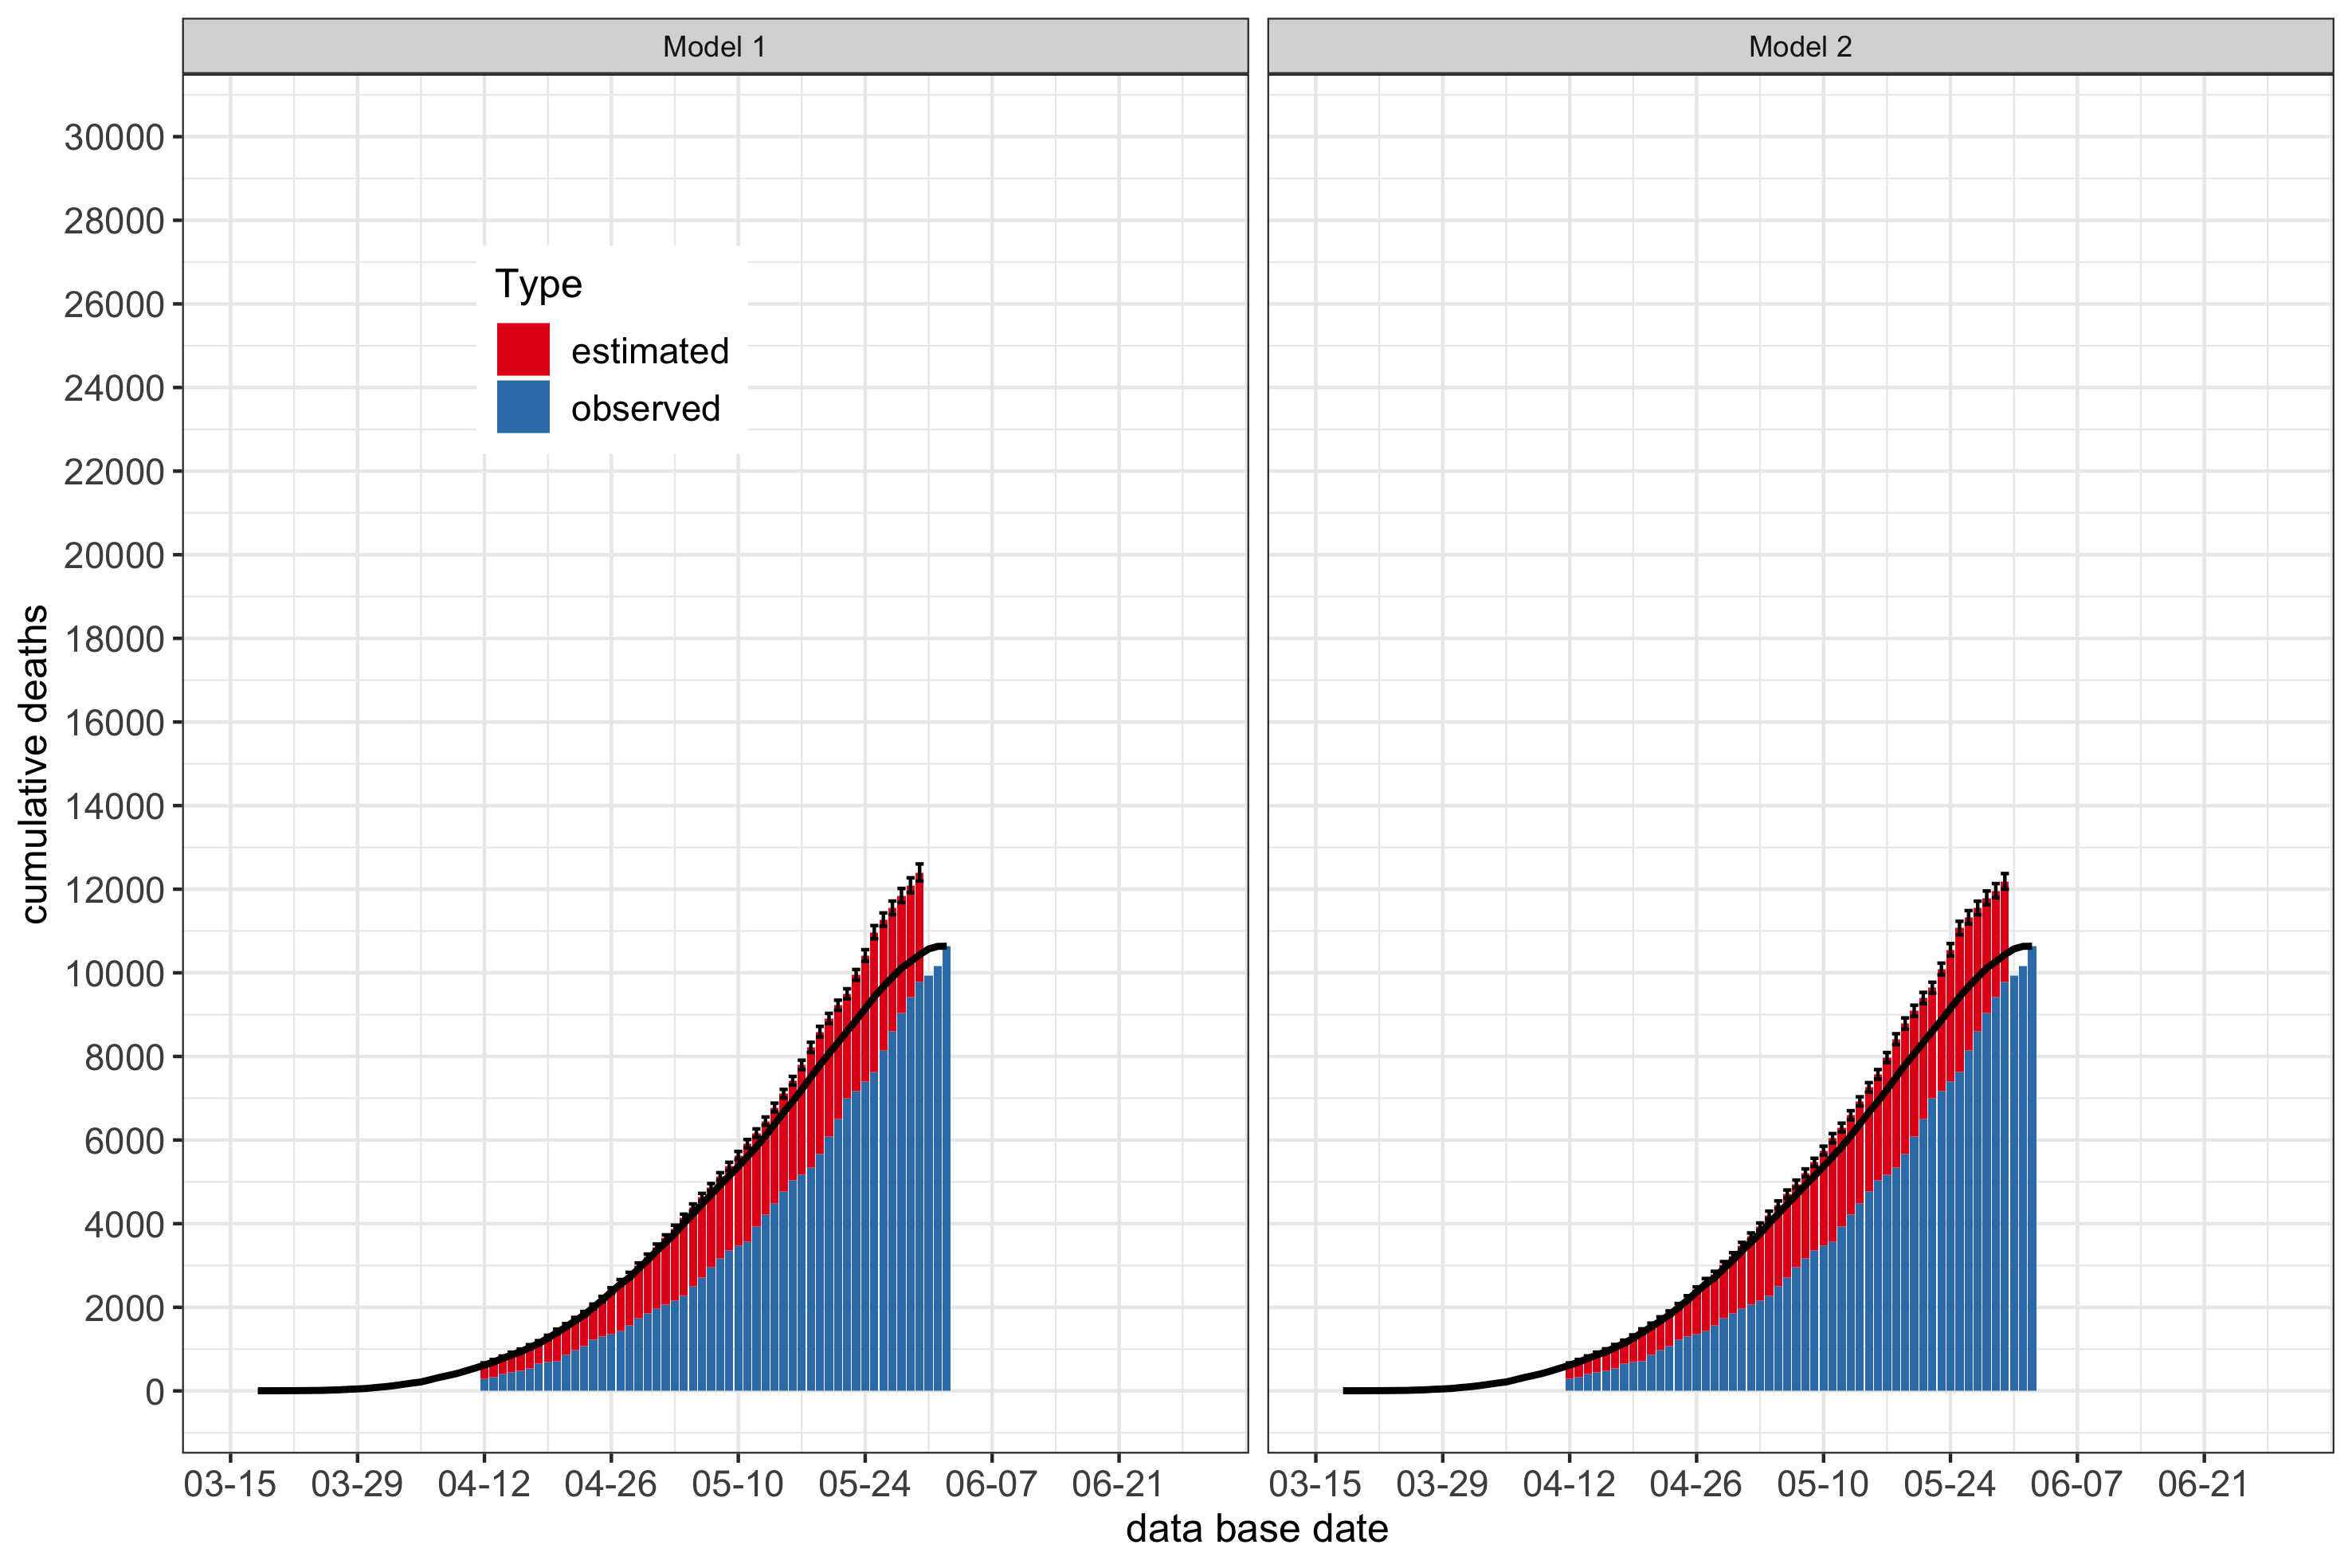 Model 1
Model 2
30000
28000
26000
24000
22000
20000
18000
16000
14000
12000
10000
8000
6000
4000
2000
0
cumulative deaths
Type
estimated
observed
03-15 03-29 04-12 04-26 05-10 05-24 06-07 06-21
03-15 03-29 04-12 04-26 05-10 05-24 06-07 06-21
data base date